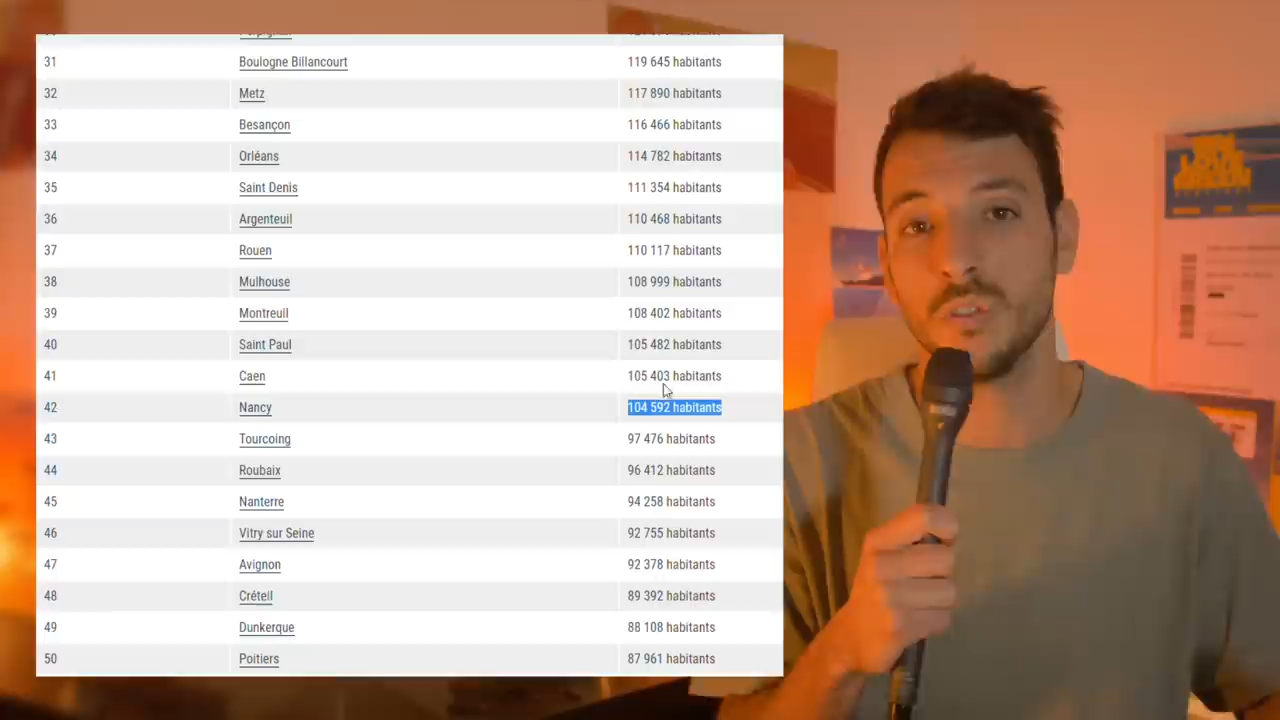 31 Boulogne Billancourt 119 645 habitants
32 Metz 117 890 habitants
33 Besançon 116 466 habitants
34 Orléans 114 782 habitants
35 Saint Denis 111 354 habitants
36 Argenteuil 110 468 habitants
37 Rouen 110 117 habitants
38 Mulhouse 108 999 habitants
39 Montreuil 108 402 habitants
40 Saint Paul 105 482 habitants
41 Caen 105 403 habitants
42 Nancy 104 592 habitants
43 Tourcoing 97 476 habitants
44 Roubaix 96 412 habitants
45 Nanterre 94 258 habitants
46 Vitry sur Seine 92 755 habitants
47 Avignon 92 378 habitants
48 Créteil 89 392 habitants
49 Dunkerque 88 108 habitants
50 Poitiers 87 961 habitants